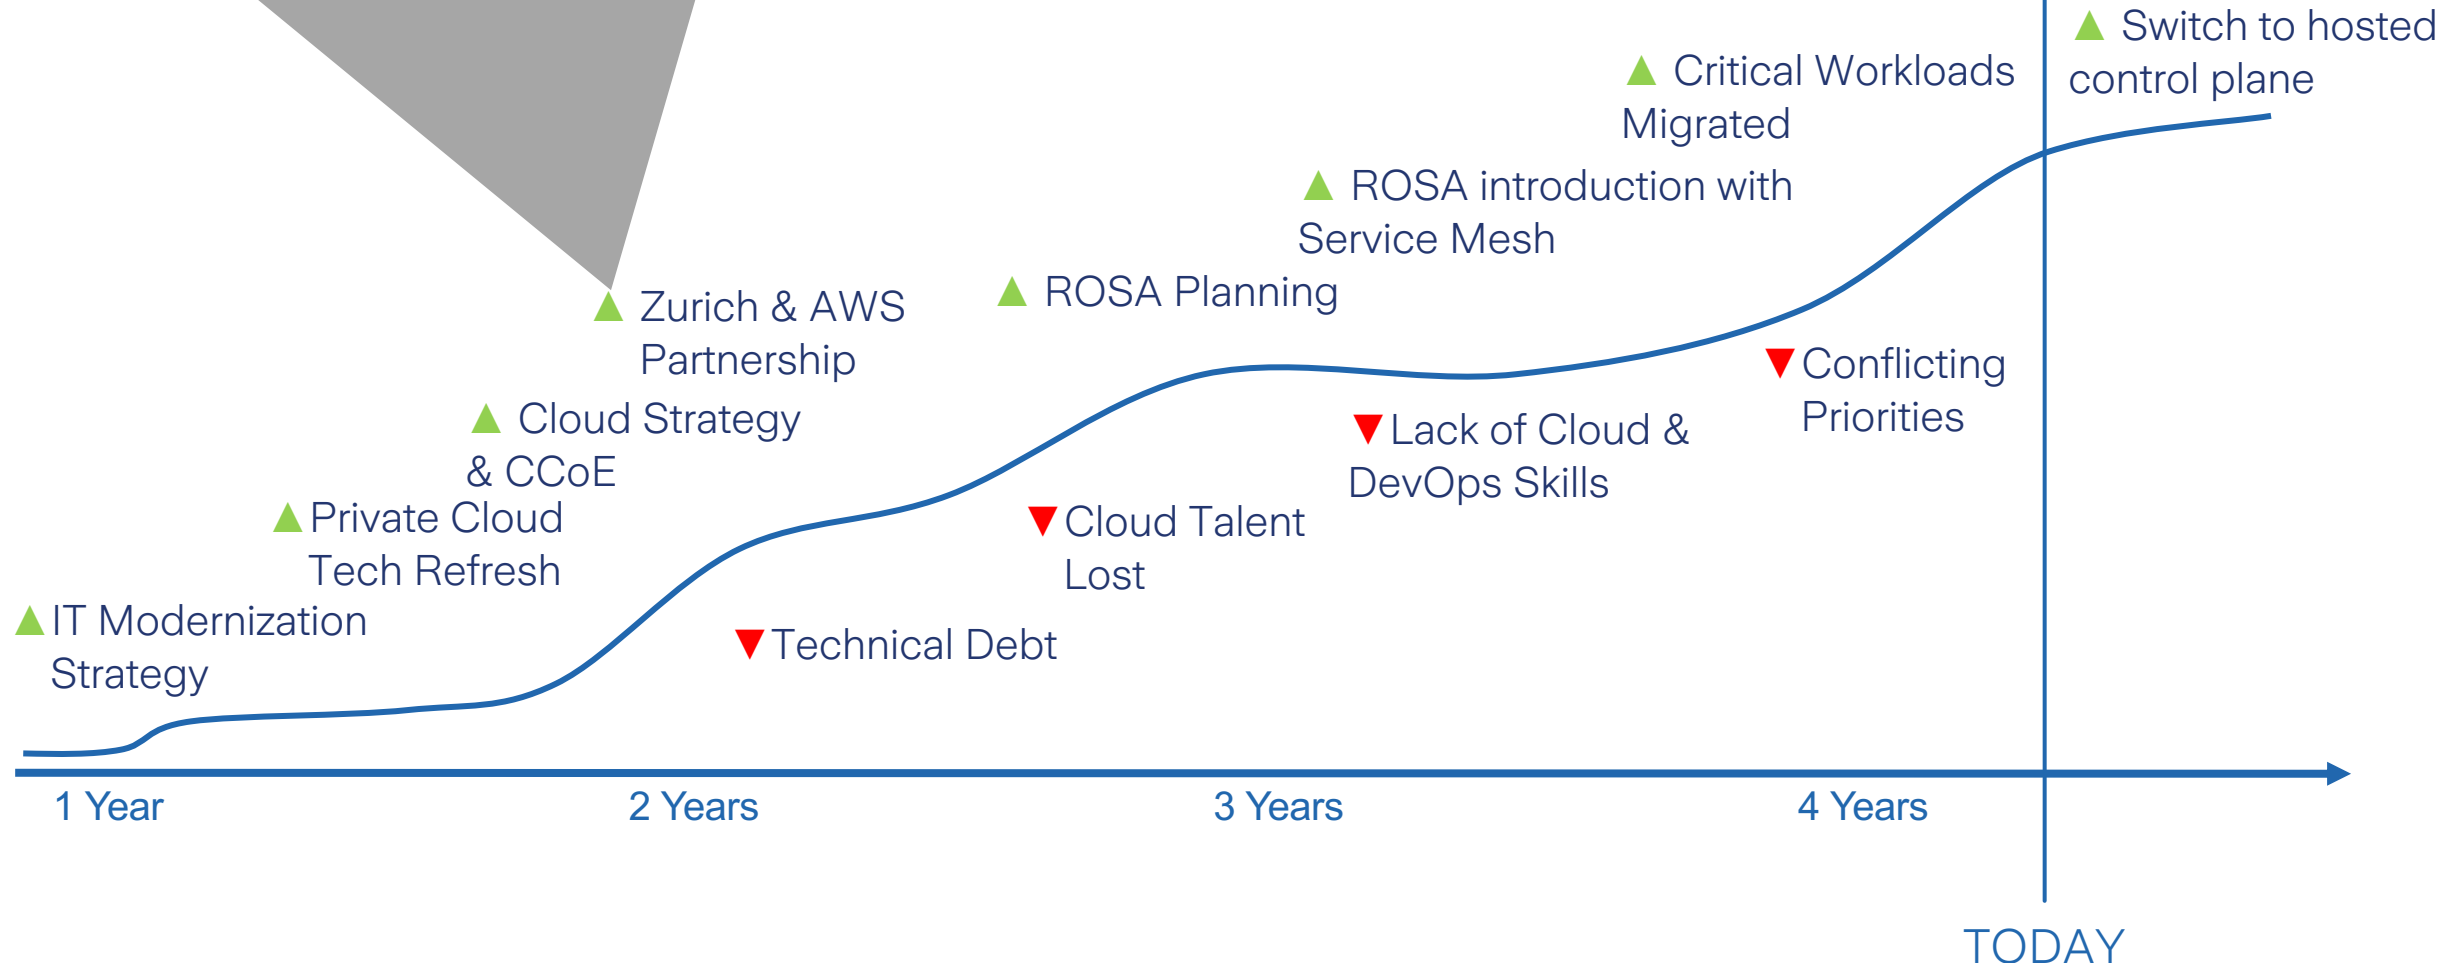 ▲ Switch to hosted
control plane
▲ Critical Workloads
Migrated
▲ ROSA introduction with
Service Mesh
▲ ROSA Planning
▲ Zurich & AWS
Partnership
▲ Cloud Strategy
& CCoE
▲ Private Cloud
Tech Refresh
▲ IT Modernization
Strategy
▼ Conflicting
Priorities
▼ Lack of Cloud &
DevOps Skills
▼ Cloud Talent
Lost
▼ Technical Debt
1 Year
2 Years
3 Years
4 Years
TODAY